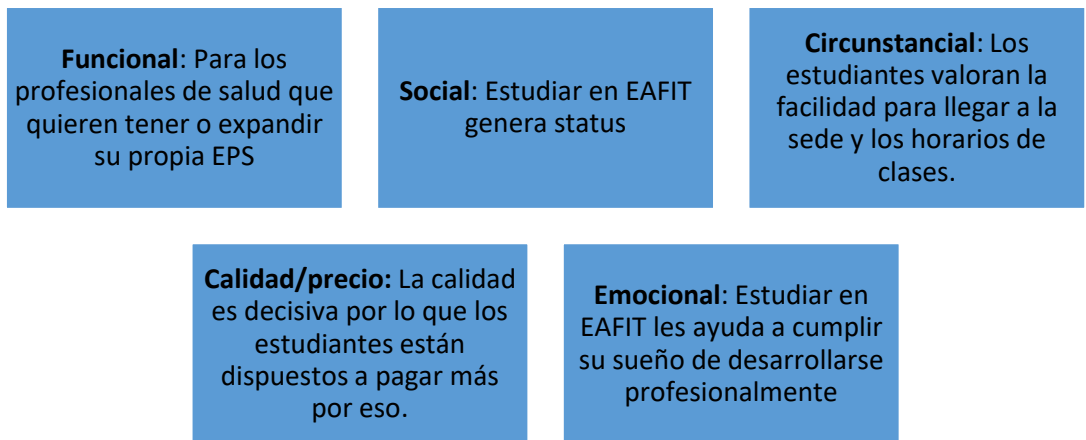 Funcional: Para los
profesionales de salud que
quieren tener o expandir
su propia EPS
Social: Estudiar en EAFIT
genera status
Circunstancial: Los
estudiantes valoran la
facilidad para llegar a la
sede y los horarios de
clases.
Calidad/precio: La calidad
es decisiva por lo que los
estudiantes están
dispuestos a pagar más
por eso.
Emocional: Estudiar en
EAFIT les ayuda a cumplir
su sueño de desarrollarse
profesionalmente